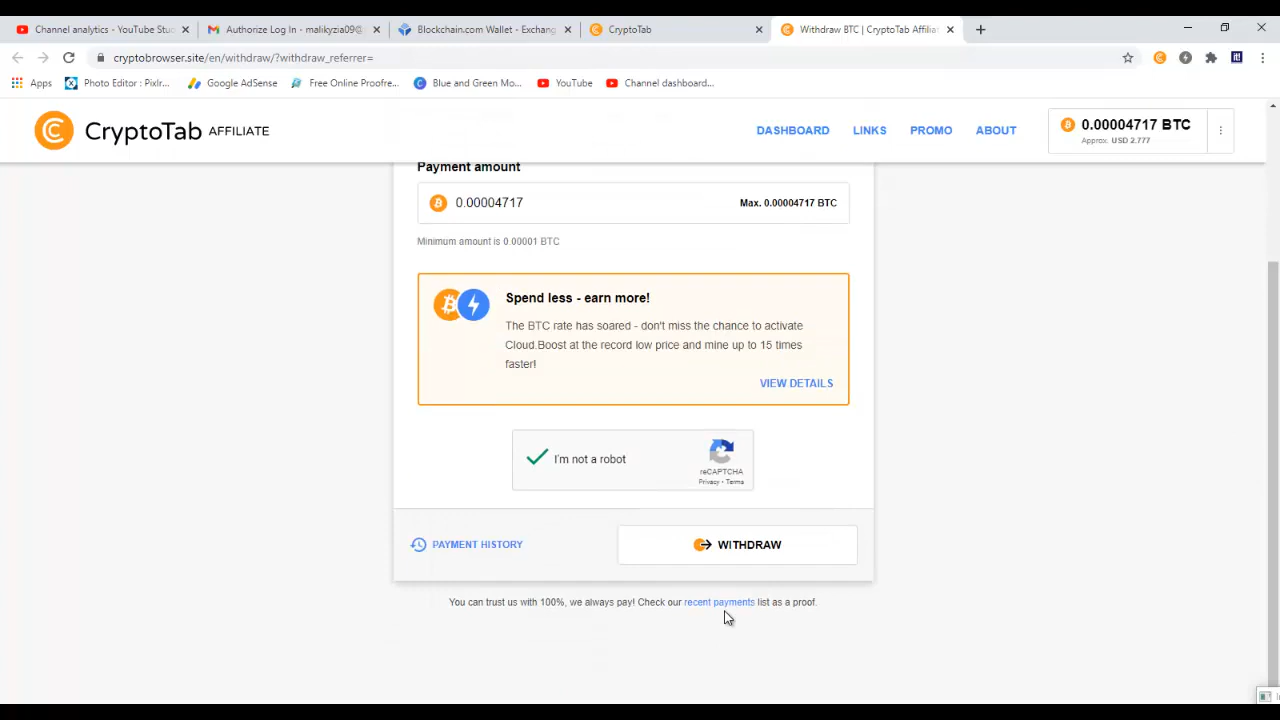 Channel analytics - YouTube Stu
Authorize Log In - malikyzia09@
Blockchain.com Wallet - Exchang
CryptoTab
Withdraw BTC | CryptoTab Affiliat
cryptobrowser.site/en/withdraw/?withdraw_referrer=
Apps
Photo Editor : Pixlr...
Google AdSense
Free Online Proofre...
Blue and Green Mo...
YouTube
Channel dashboard...
CryptoTab AFFILIATE
DASHBOARD
LINKS
PROMO
ABOUT
0.00004717 BTC
Approx. USD 2.777
Payment amount
0.00004717
Max. 0.00004717 BTC
Minimum amount is 0.00001 BTC
Spend less - earn more!
The BTC rate has soared - don't miss the chance to activate
Cloud.Boost at the record low price and mine up to 15 times
faster!
VIEW DETAILS
I'm not a robot
reCAPTCHA
Privacy - Terms
PAYMENT HISTORY
WITHDRAW
You can trust us with 100%, we always pay! Check our recent payments list as a proof.